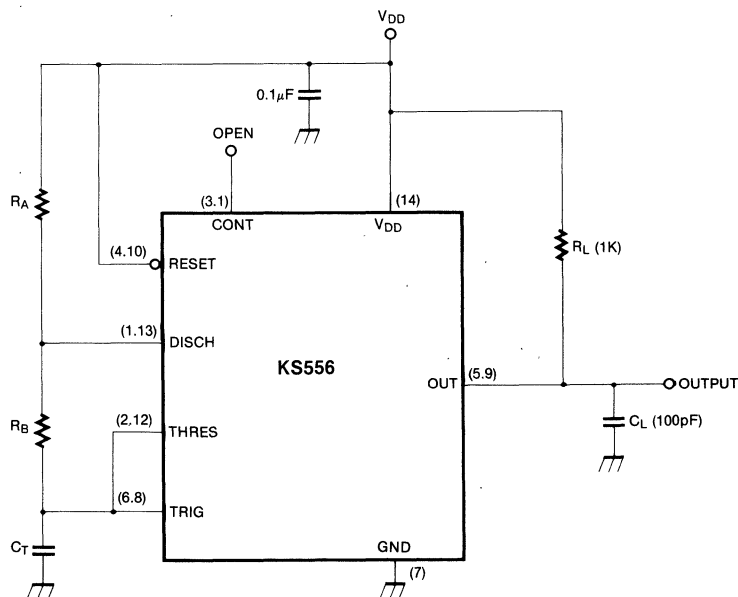 VDD
0.1μF
OPEN
(3.1)
(14)
CONT
VDD
RA
RL (1K)
(4.10)
RESET
(1.13)
DISCH
KS556
(5.9)
OUT
OUTPUT
RB
(2,12)
THRES
CL (100pF)
(6.8)
TRIG
CT
GND
(7)